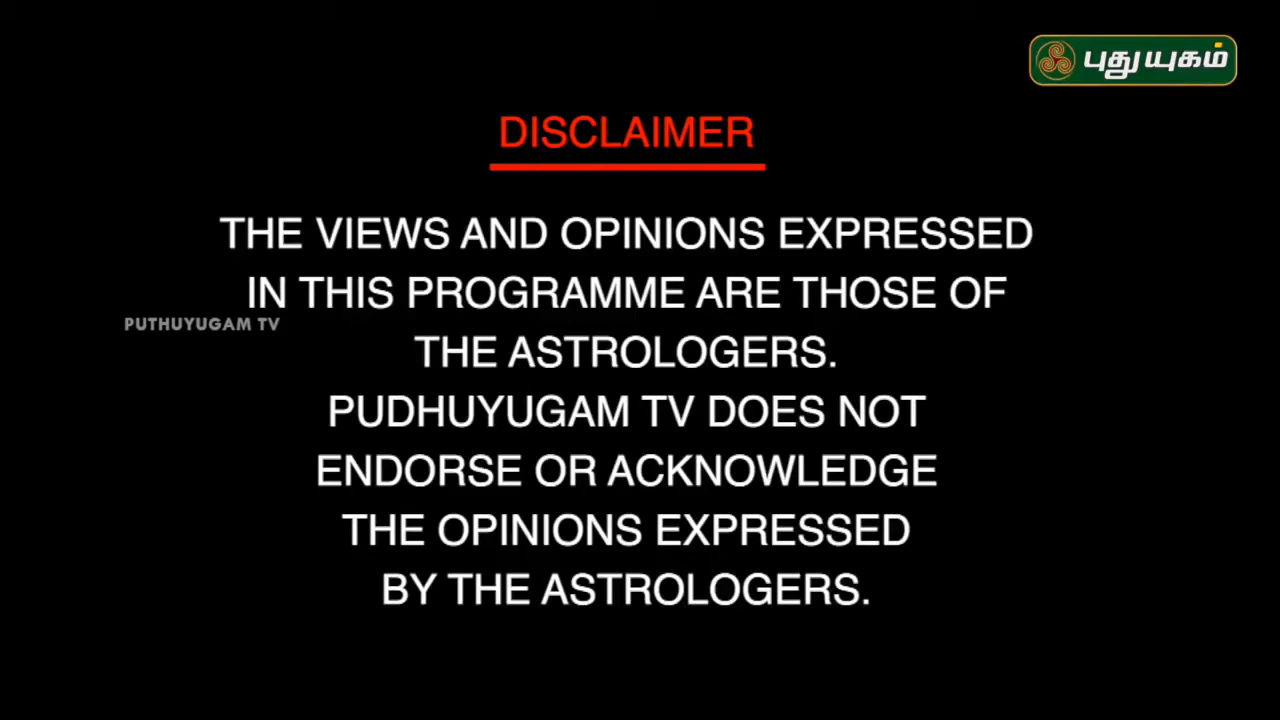 புதுயுகம்
DISCLAIMER
THE VIEWS AND OPINIONS EXPRESSED
IN THIS PROGRAMME ARE THOSE OF
PUTHUYUGAM TV
THE ASTROLOGERS.
PUDHUYUGAM TV DOES NOT
ENDORSE OR ACKNOWLEDGE
THE OPINIONS EXPRESSED
BY THE ASTROLOGERS.